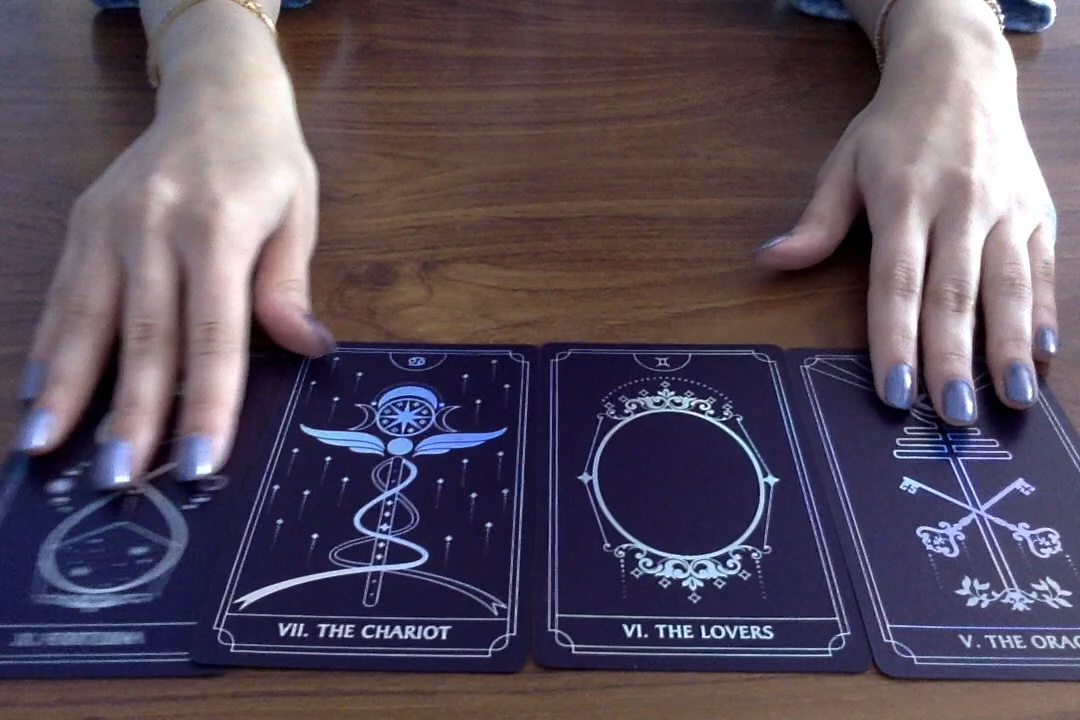 VII. THE CHARIOT
VI. THE LOVERS
V. THE ORAC